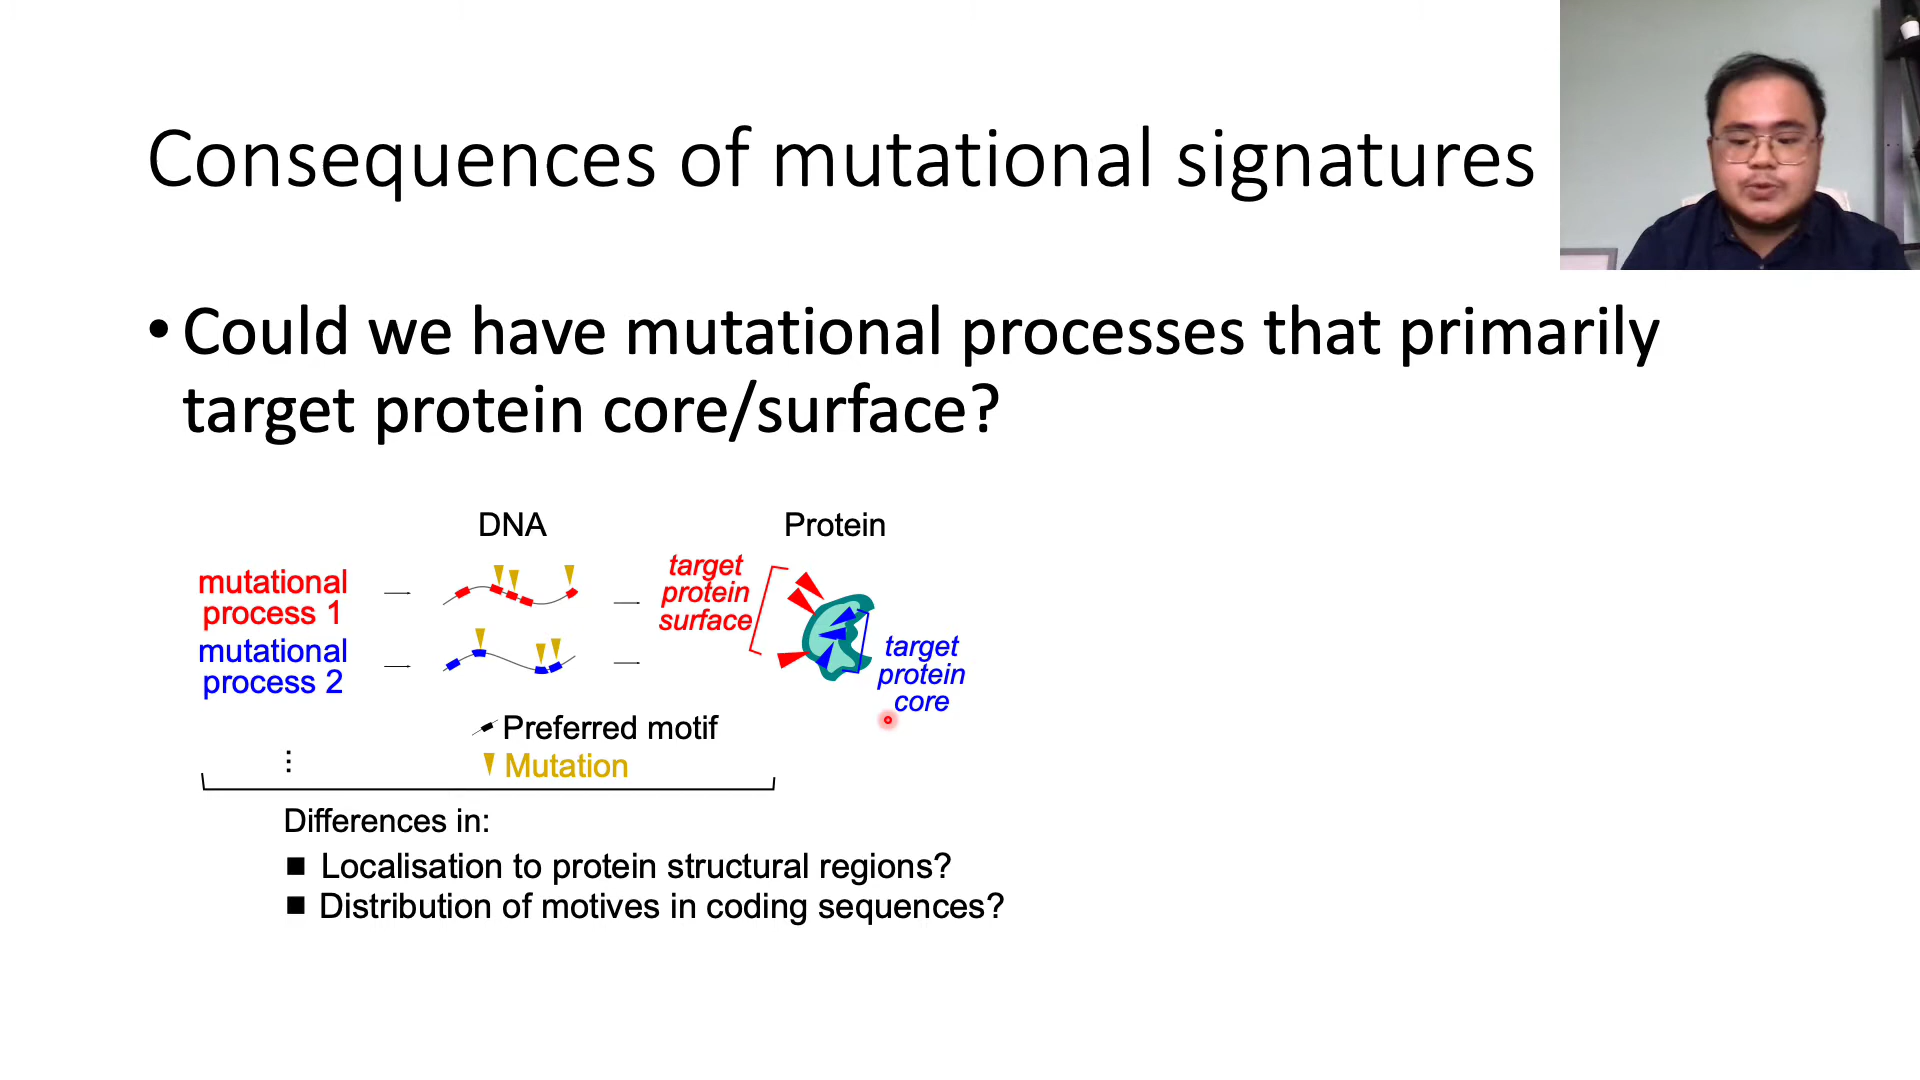 Consequences of mutational signatures
• Could we have mutational processes that primarily
target protein core/surface?
DNA
Protein
mutational
process 1
target
protein
surface
mutational
process 2
target
protein
core
Preferred motif
⋮
Mutation
Differences in:
■ Localisation to protein structural regions?
■ Distribution of motives in coding sequences?